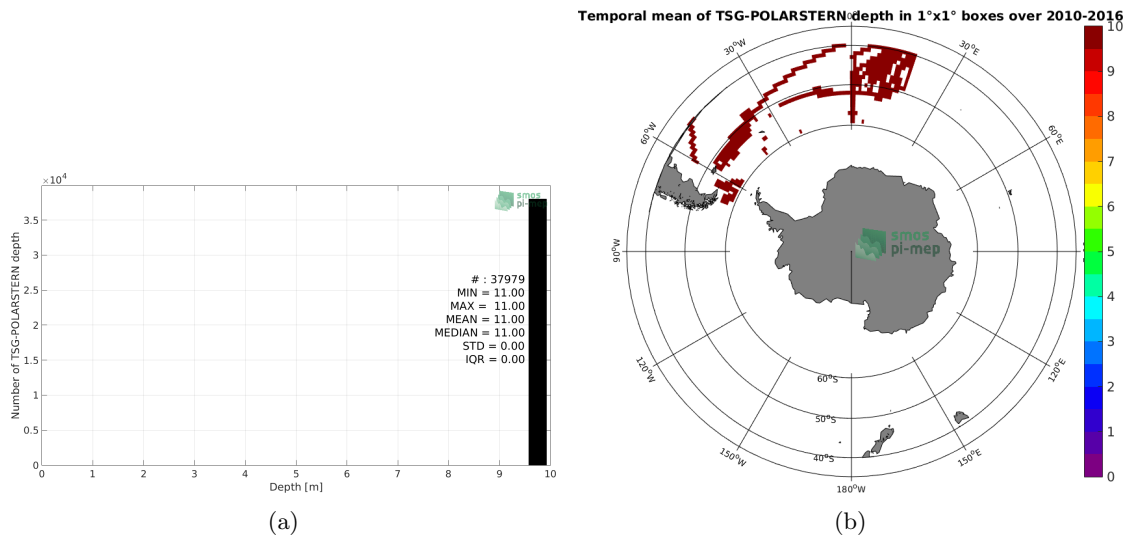 ×10⁴
3.5
3
2.5
2
1.5
1
0.5
0
Number of TSG-POLARSTERN depth
smos
pi-mep
# : 37979
MIN = 11.00
MAX = 11.00
MEAN = 11.00
MEDIAN = 11.00
STD = 0.00
IQR = 0.00
0 1 2 3 4 5 6 7 8 9 10
Depth [m]
(a)
Temporal mean of TSG-POLARSTERN depth in 1°x1° boxes over 2010-2016
30°W
30°E
60°W
60°E
90°W
120°W
120°E
150°W
150°E
180°W
60°S
50°S
40°S
smos
pi-mep
10
9
8
7
6
5
4
3
2
1
0
(b)